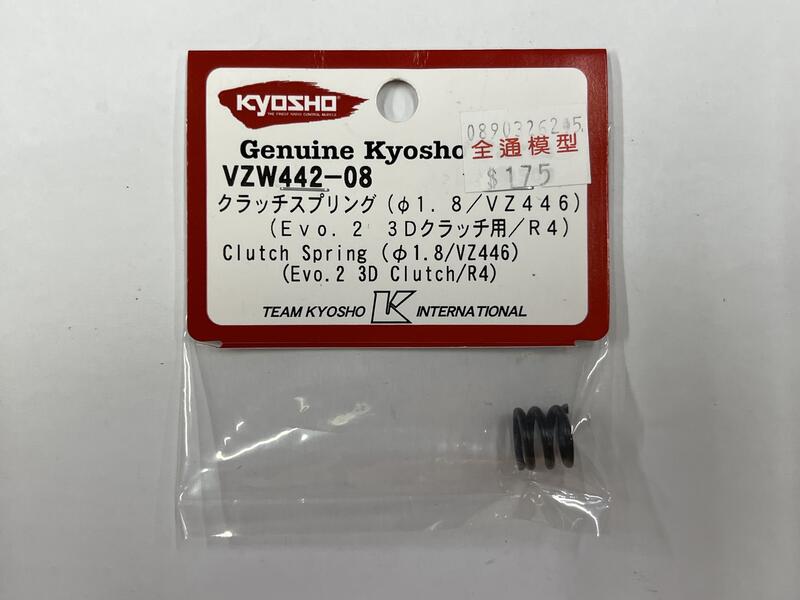 KYOSHO
THE FINEST RADIO CONTROL MODELS
0890326215
Genuine Kyosho
全通模型
$175
VZW442-08
クラッチスプリング(φ1.8/VZ446)
(Evo.2 3Dクラッチ用/R4)
Clutch Spring (φ1.8/VZ446)
(Evo.2 3D Clutch/R4)
TEAM KYOSHO K INTERNATIONAL